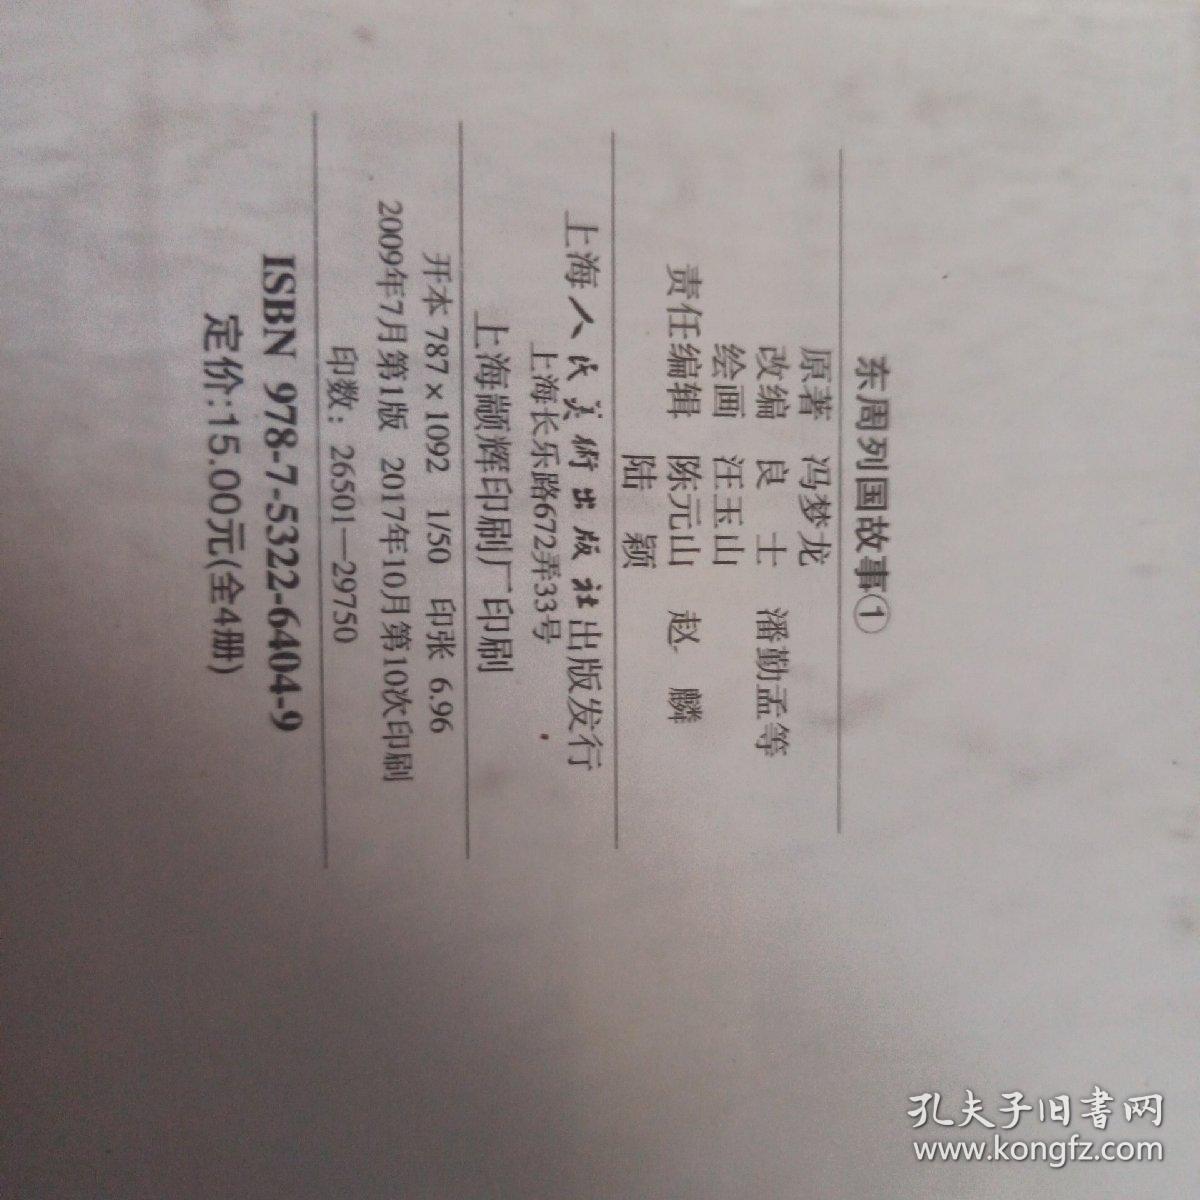 东周列国故事①
原著 冯梦龙
改编 良士 潘勤孟等
绘画 汪玉山
责任编辑 陈元山 赵麟
陆颖
上海人民美術出版社出版发行
上海长乐路672弄33号
上海颛辉印刷厂印刷
开本 787×1092 1/50 印张 6.96
2009年7月第1版 2017年10月第10次印刷
印数：26501—29750
ISBN 978-7-5322-6404-9
定价:15.00元(全4册)
孔夫子旧书网
www.kongfz.com